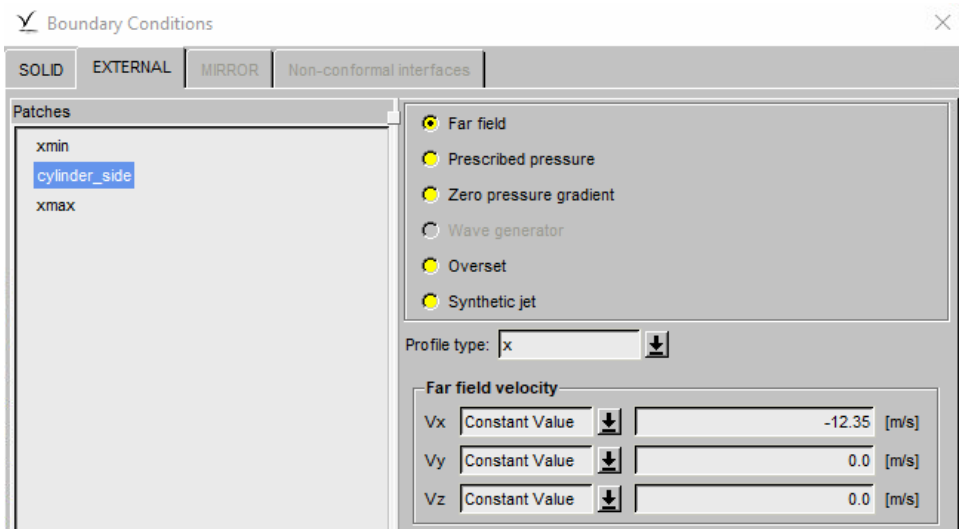 Boundary Conditions
SOLID EXTERNAL MIRROR Non-conformal interfaces
Patches
xmin
cylinder_side
xmax
Far field
Prescribed pressure
Zero pressure gradient
Wave generator
Overset
Synthetic jet
Profile type: x
Far field velocity
Vx Constant Value -12.35 [m/s]
Vy Constant Value 0.0 [m/s]
Vz Constant Value 0.0 [m/s]